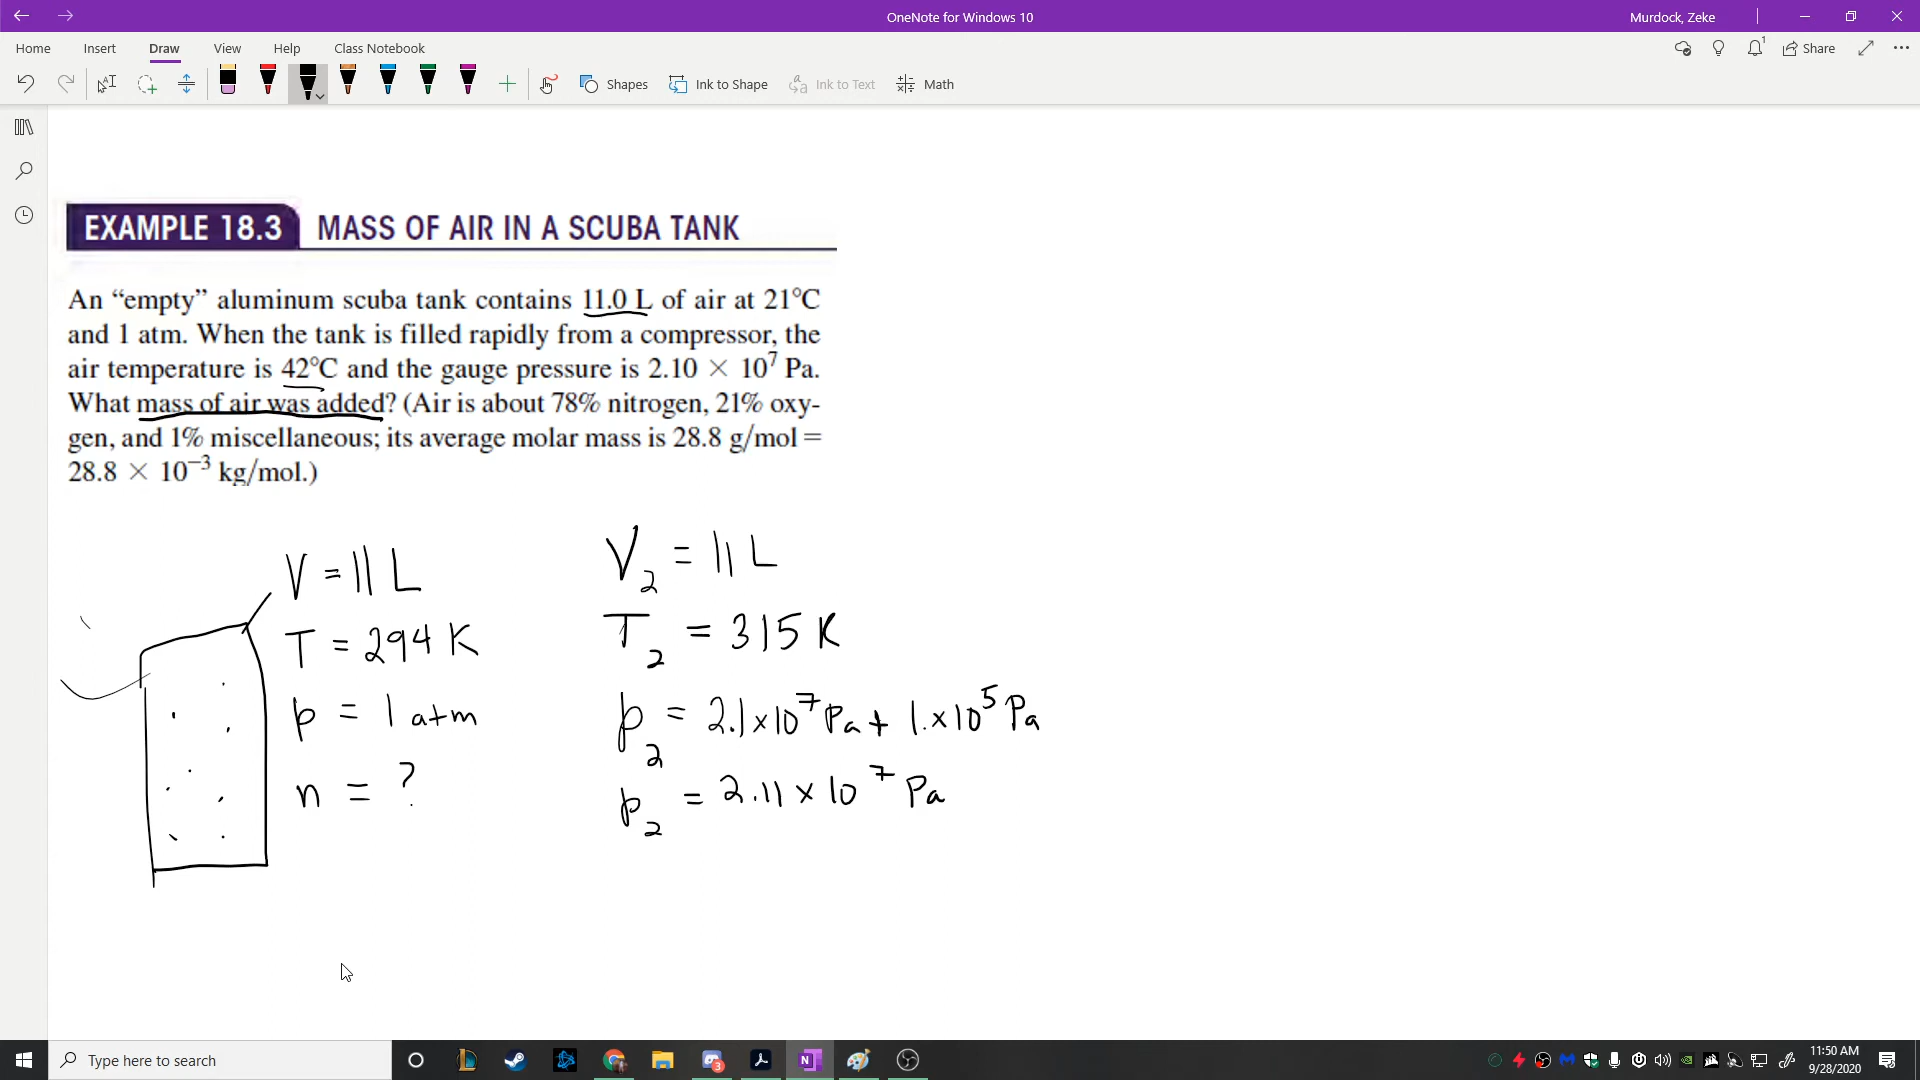 OneNote for Windows 10
Murdock, Zeke
Home Insert Draw View Help Class Notebook
1 Share
Shapes Ink to Shape Ink to Text Math
EXAMPLE 18.3 MASS OF AIR IN A SCUBA TANK
An “empty” aluminum scuba tank contains 11.0 L of air at 21°C
and 1 atm. When the tank is filled rapidly from a compressor, the
air temperature is 42°C and the gauge pressure is 2.10 × 10⁷ Pa.
What mass of air was added? (Air is about 78% nitrogen, 21% oxy-
gen, and 1% miscellaneous; its average molar mass is 28.8 g/mol =
28.8 × 10⁻³ kg/mol.)
V = 11 L
T = 294 K
p = 1 atm
n = ?
V₂ = 11 L
T₂ = 315 K
p₂ = 2.1 × 10⁷ Pa + 1. × 10⁵ Pa
p₂ = 2.11 × 10⁷ Pa
Type here to search
3
N
11:50 AM
9/28/2020